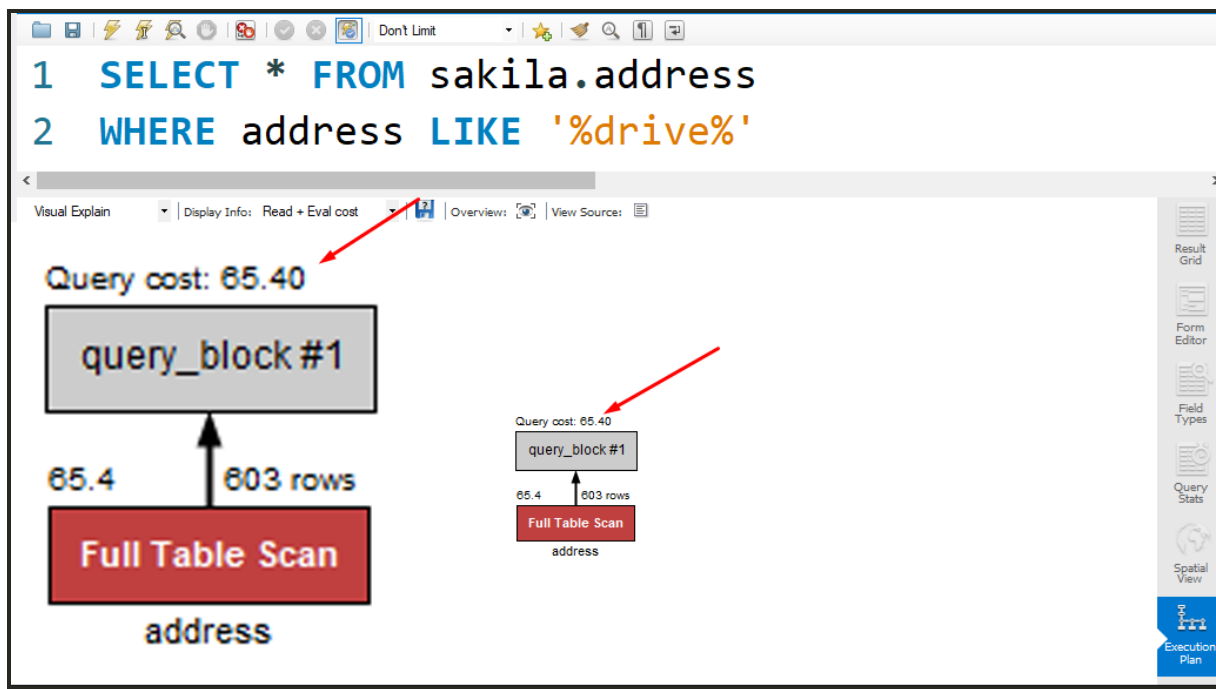 Don't Limit
1 SELECT * FROM sakila.address
2 WHERE address LIKE '%drive%'
Visual Explain
Display Info: Read + Eval cost
Overview:
View Source:
Query cost: 65.40
query_block #1
65.4 603 rows
Full Table Scan
address
Query cost: 65.40
query_block #1
65.4 603 rows
Full Table Scan
address
Result
Grid
Form
Editor
Field
Types
Query
Stats
Spatial
View
Execution
Plan